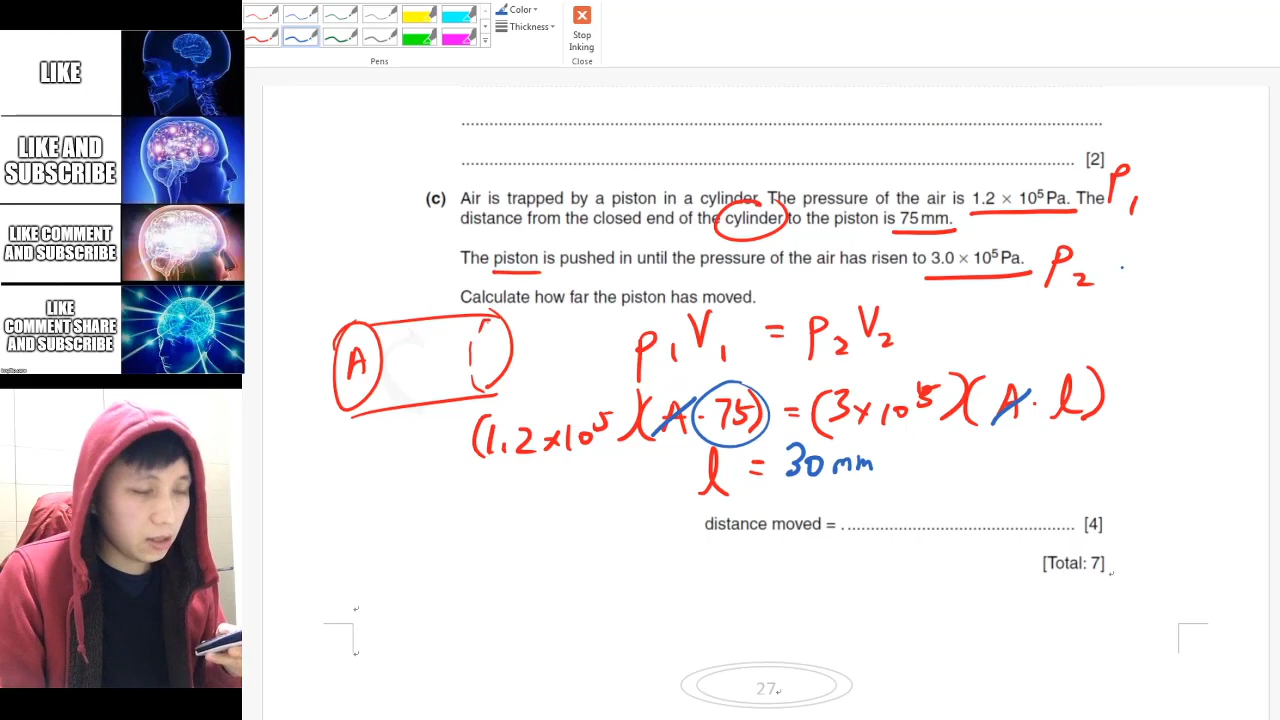 Color
Thickness
Stop
Inking
Pens
Close
LIKE
LIKE AND
SUBSCRIBE
LIKE COMMENT
AND SUBSCRIBE
LIKE
COMMENT SHARE
AND SUBSCRIBE
imgflip.com
........................................................................
........................................................................ [2]
(c) Air is trapped by a piston in a cylinder. The pressure of the air is 1.2 × 10⁵ Pa. The
distance from the closed end of the cylinder to the piston is 75 mm.
P₁
The piston is pushed in until the pressure of the air has risen to 3.0 × 10⁵ Pa.
P₂
Calculate how far the piston has moved.
A
P₁V₁ = P₂V₂
(1.2×10⁵)(A·75) = (3×10⁵)(A·l)
l = 30mm
distance moved = ................................................ [4]
[Total: 7]
27